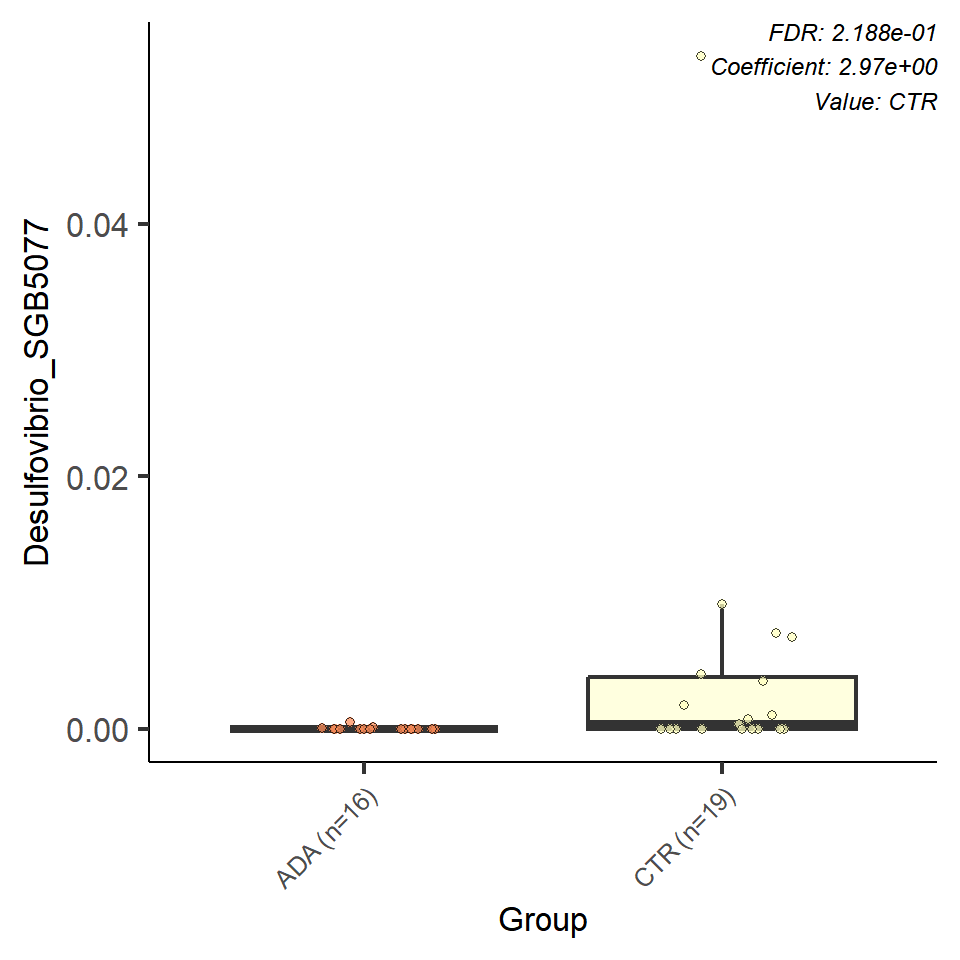 FDR: 2.188e-01
Coefficient: 2.97e+00
Value: CTR
Desulfovibrio_SGB5077
0.04
0.02
0.00
ADA (n=16)
CTR (n=19)
Group